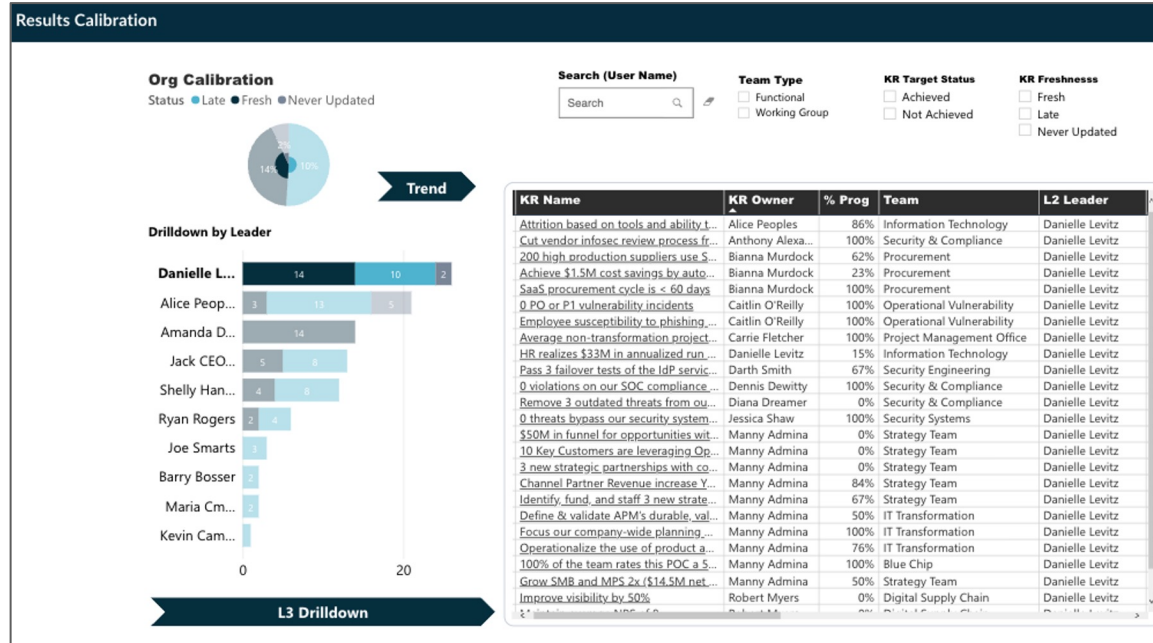 Results Calibration
Org Calibration
Status Late Fresh Never Updated
2%
14%
10%
Trend
Search (User Name)
Search
Team Type
Functional
Working Group
KR Target Status
Achieved
Not Achieved
KR Freshnesss
Fresh
Late
Never Updated
Drilldown by Leader
Danielle L... 14 10 2
Alice Peop... 3 13 5
Amanda D... 14
Jack CEO... 5 8
Shelly Han... 4 8
Ryan Rogers 2 4
Joe Smarts 3
Barry Bosser 2
Maria Cm... 2
Kevin Cam...
0 20
L3 Drilldown
KR Name KR Owner % Prog Team L2 Leader
Attrition based on tools and ability t... Alice Peoples 86% Information Technology Danielle Levitz
Cut vendor infosec review process fr... Anthony Alexa... 100% Security & Compliance Danielle Levitz
200 high production suppliers use S... Bianna Murdock 62% Procurement Danielle Levitz
Achieve $1.5M cost savings by auto... Bianna Murdock 23% Procurement Danielle Levitz
SaaS procurement cycle is < 60 days Bianna Murdock 100% Procurement Danielle Levitz
0 PO or P1 vulnerability incidents Caitlin O'Reilly 100% Operational Vulnerability Danielle Levitz
Employee susceptibility to phishing ... Caitlin O'Reilly 100% Operational Vulnerability Danielle Levitz
Average non-transformation project... Carrie Fletcher 100% Project Management Office Danielle Levitz
HR realizes $33M in annualized run ... Danielle Levitz 15% Information Technology Danielle Levitz
Pass 3 failover tests of the IdP servic... Darth Smith 67% Security Engineering Danielle Levitz
0 violations on our SOC compliance ... Dennis Dewitty 100% Security & Compliance Danielle Levitz
Remove 3 outdated threats from ou... Diana Dreamer 0% Security & Compliance Danielle Levitz
0 threats bypass our security system... Jessica Shaw 100% Security Systems Danielle Levitz
$50M in funnel for opportunities wit... Manny Admina 0% Strategy Team Danielle Levitz
10 Key Customers are leveraging Op... Manny Admina 0% Strategy Team Danielle Levitz
3 new strategic partnerships with co... Manny Admina 0% Strategy Team Danielle Levitz
Channel Partner Revenue increase Y... Manny Admina 84% Strategy Team Danielle Levitz
Identify, fund, and staff 3 new strate... Manny Admina 67% Strategy Team Danielle Levitz
Define & validate APM's durable, val... Manny Admina 50% IT Transformation Danielle Levitz
Focus our company-wide planning ... Manny Admina 100% IT Transformation Danielle Levitz
Operationalize the use of product a... Manny Admina 76% IT Transformation Danielle Levitz
100% of the team rates this POC a 5... Manny Admina 100% Blue Chip Danielle Levitz
Grow SMB and MPS 2x ($14.5M net ... Manny Admina 50% Strategy Team Danielle Levitz
Improve visibility by 50% Robert Myers 0% Digital Supply Chain Danielle Levitz